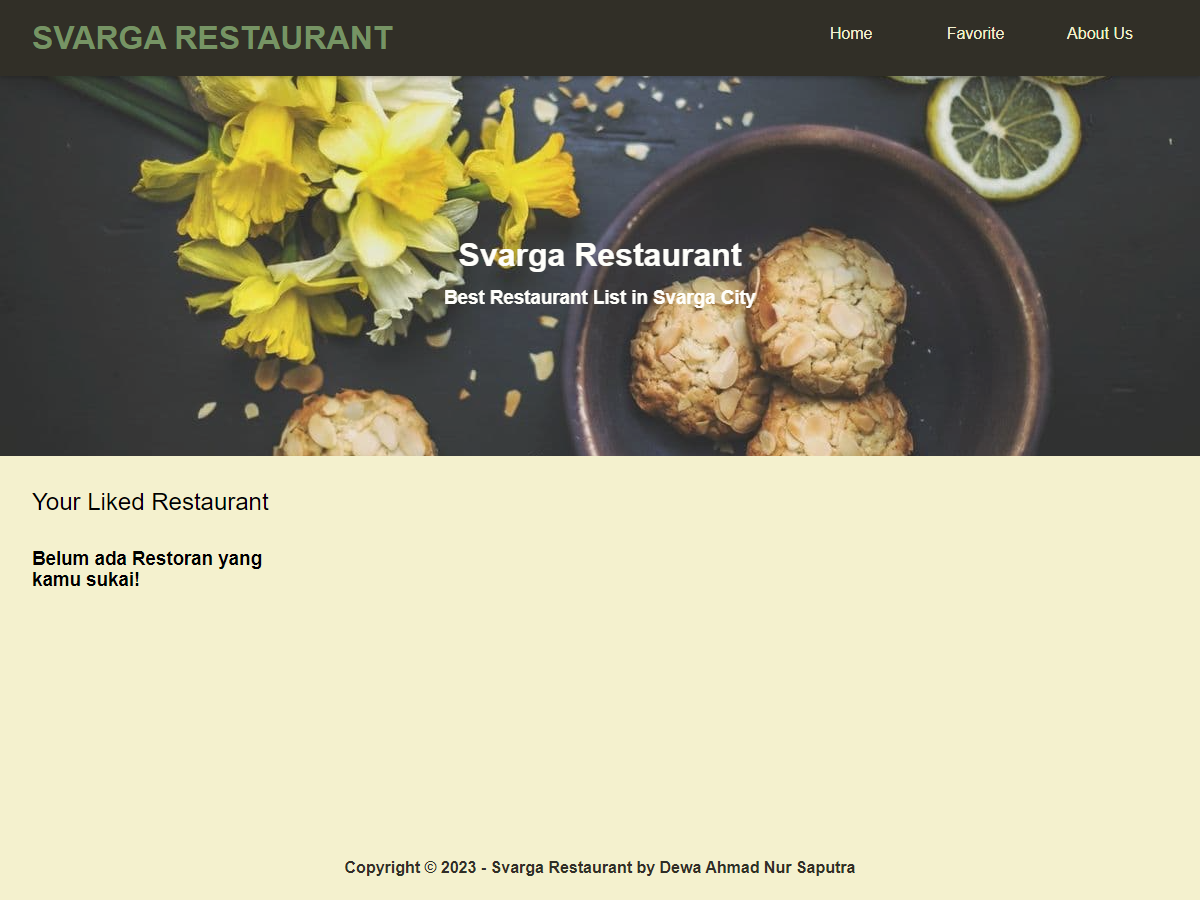 SVARGA RESTAURANT
Home
Favorite
About Us
Svarga Restaurant
Best Restaurant List in Svarga City
Your Liked Restaurant
Belum ada Restoran yang
kamu sukai!
Copyright © 2023 - Svarga Restaurant by Dewa Ahmad Nur Saputra